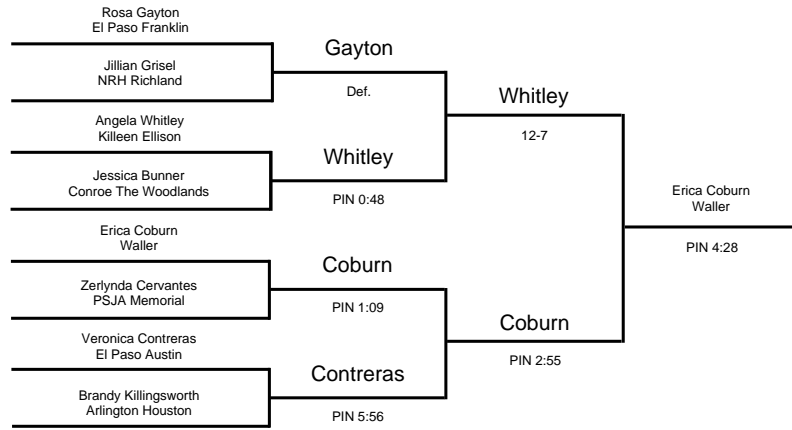 Rosa Gayton
El Paso Franklin
Jillian Grisel
NRH Richland
Angela Whitley
Killeen Ellison
Jessica Bunner
Conroe The Woodlands
Erica Coburn
Waller
Zerlynda Cervantes
PSJA Memorial
Veronica Contreras
El Paso Austin
Brandy Killingsworth
Arlington Houston
Gayton
Def.
Whitley
PIN 0:48
Coburn
PIN 1:09
Contreras
PIN 5:56
Whitley
12-7
Coburn
PIN 2:55
Erica Coburn
Waller
PIN 4:28